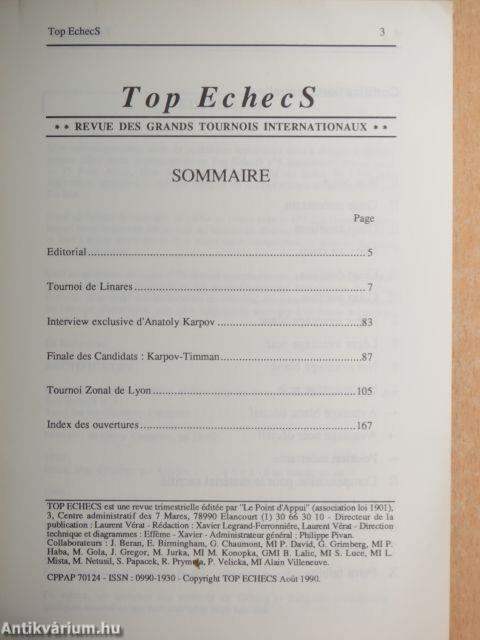 Top EchecS 3
Top EchecS
** REVUE DES GRANDS TOURNOIS INTERNATIONAUX **
SOMMAIRE
Page
Editorial 5
Tournoi de Linares 7
Interview exclusive d'Anatoly Karpov 83
Finale des Candidats : Karpov-Timman 87
Tournoi Zonal de Lyon 105
Index des ouvertures 167
TOP ECHECS est une revue trimestrielle éditée par "Le Point d'Appui" (association loi 1901),
3, Centre administratif des 7 Mares, 78990 Elancourt (1) 30 66 30 10 - Directeur de la
publication : Laurent Vérat - Rédaction : Xavier Legrand-Ferronnière, Laurent Vérat - Direction
technique et diagrammes : Effème - Xavier - Administrateur général : Philippe Pivan.
Collaborateurs : J. Beran, E. Birmingham, G. Chaumont, MI P. David, G. Grimberg, MI P.
Haba, M. Gola, J. Gregor, M. Jurka, MI M. Konopka, GMI B. Lalic, MI S. Luce, MI L.
Mista, M. Netusil, S. Papacek, R. Prymula, P. Velicka, MI Alain Villeneuve.
CPPAP 70124 - ISSN : 0990-1930 - Copyright TOP ECHECS Août 1990.
Antikvárium.hu